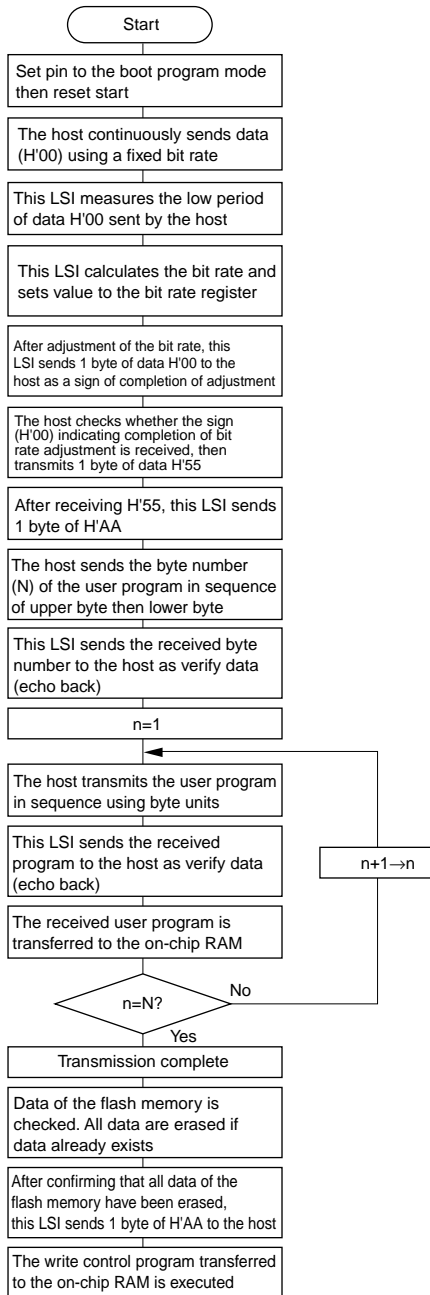 Start
Set pin to the boot program mode
then reset start
The host continuously sends data
(H'00) using a fixed bit rate
This LSI measures the low period
of data H'00 sent by the host
This LSI calculates the bit rate and
sets value to the bit rate register
After adjustment of the bit rate, this
LSI sends 1 byte of data H'00 to the
host as a sign of completion of adjustment
The host checks whether the sign
(H'00) indicating completion of bit
rate adjustment is received, then
transmits 1 byte of data H'55
After receiving H'55, this LSI sends
1 byte of H'AA
The host sends the byte number
(N) of the user program in sequence
of upper byte then lower byte
This LSI sends the received byte
number to the host as verify data
(echo back)
n=1
The host transmits the user program
in sequence using byte units
This LSI sends the received
program to the host as verify data
(echo back)
n+1→n
The received user program is
transferred to the on-chip RAM
n=N?
No
Yes
Transmission complete
Data of the flash memory is
checked. All data are erased if
data already exists
After confirming that all data of the
flash memory have been erased,
this LSI sends 1 byte of H'AA to the host
The write control program transferred
to the on-chip RAM is executed